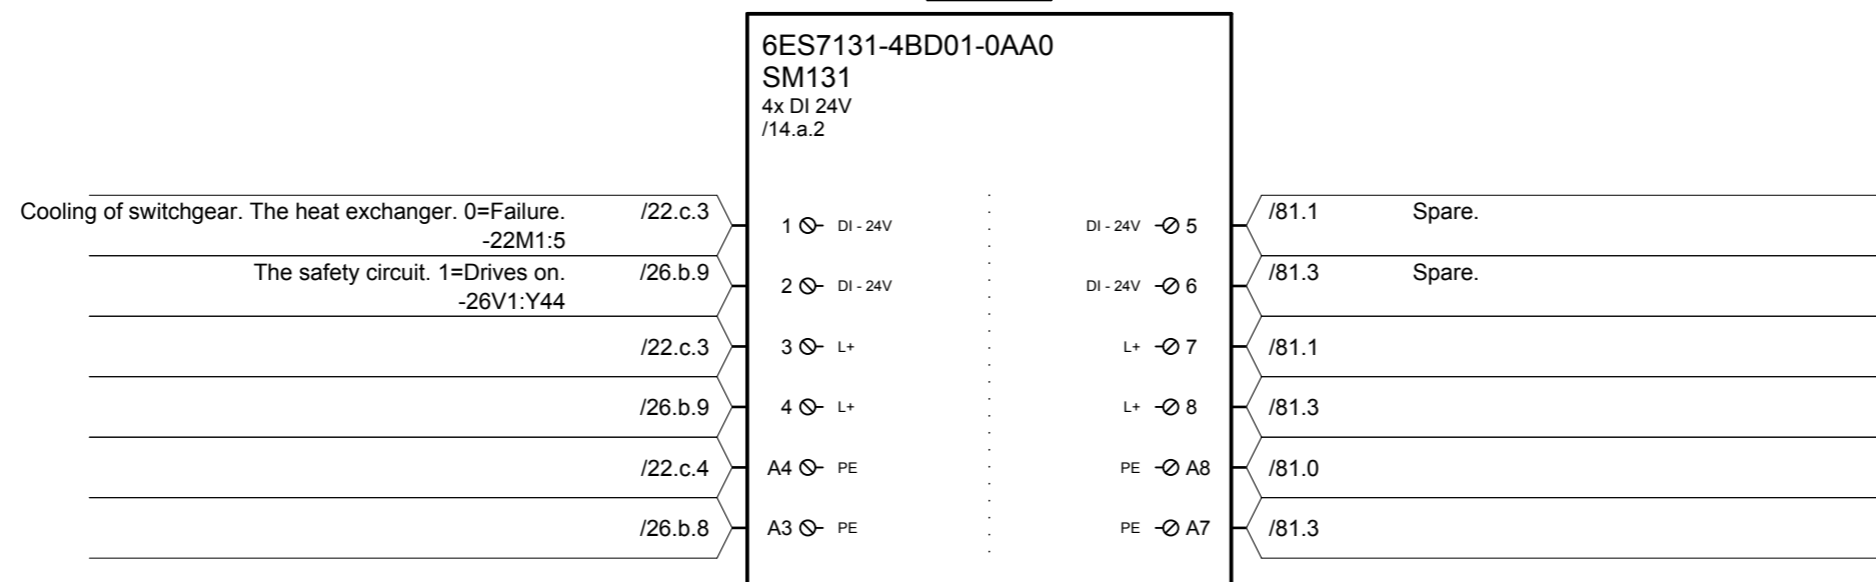 6ES7131-4BD01-0AA0
SM131
4x DI 24V
/14.a.2
Cooling of switchgear. The heat exchanger. 0=Failure. /22.c.3 1 DI - 24V DI - 24V 5 /81.1 Spare.
-22M1:5
The safety circuit. 1=Drives on. /26.b.9 2 DI - 24V DI - 24V 6 /81.3 Spare.
-26V1:Y44
/22.c.3 3 L+ L+ 7 /81.1
/26.b.9 4 L+ L+ 8 /81.3
/22.c.4 A4 PE PE A8 /81.0
/26.b.8 A3 PE PE A7 /81.3